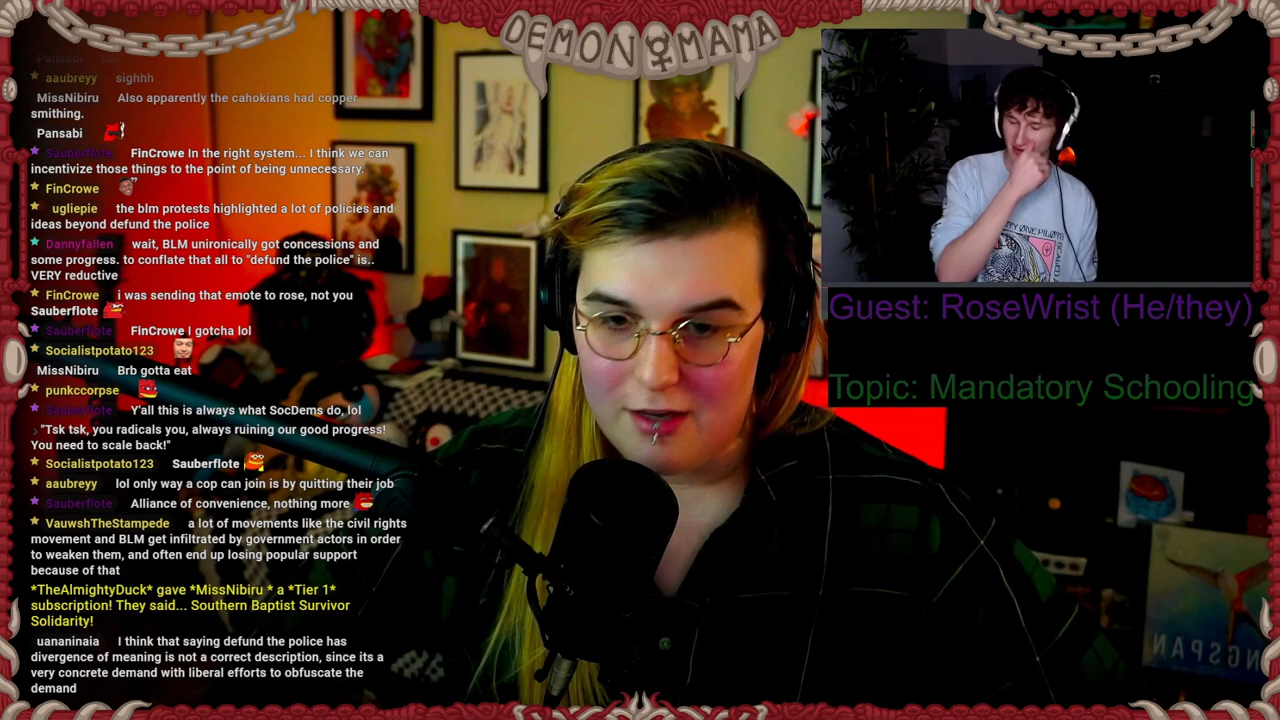 DEMON MAMA
Pansabi
aaubreyy sighhh
MissNibiru Also apparently the cahokians had copper
smithing.
Pansabi
Sauberflote FinCrowe In the right system... I think we can
incentivize those things to the point of being unnecessary.
FinCrowe
ugliepie the blm protests highlighted a lot of policies and
ideas beyond defund the police
Dannyfallen wait, BLM unironically got concessions and
some progress. to conflate that all to "defund the police" is..
VERY reductive
FinCrowe i was sending that emote to rose, not you
Sauberflote
Sauberflote FinCrowe I gotcha lol
Socialistpotato123
MissNibiru Brb gotta eat
punkccorpse
Sauberflote Y'all this is always what SocDems do, lol
> "Tsk tsk, you radicals you, always ruining our good progress!
You need to scale back!"
Socialistpotato123 Sauberflote
aaubreyy lol only way a cop can join is by quitting their job
Sauberflote Alliance of convenience, nothing more
VauwshTheStampede a lot of movements like the civil rights
movement and BLM get infiltrated by government actors in order
to weaken them, and often end up losing popular support
because of that
*TheAlmightyDuck* gave *MissNibiru * a *Tier 1*
subscription! They said... Southern Baptist Survivor
Solidarity!
uananinaia I think that saying defund the police has
divergence of meaning is not a correct description, since its a
very concrete demand with liberal efforts to obfuscate the
demand
Guest: RoseWrist (He/they)
Topic: Mandatory Schooling